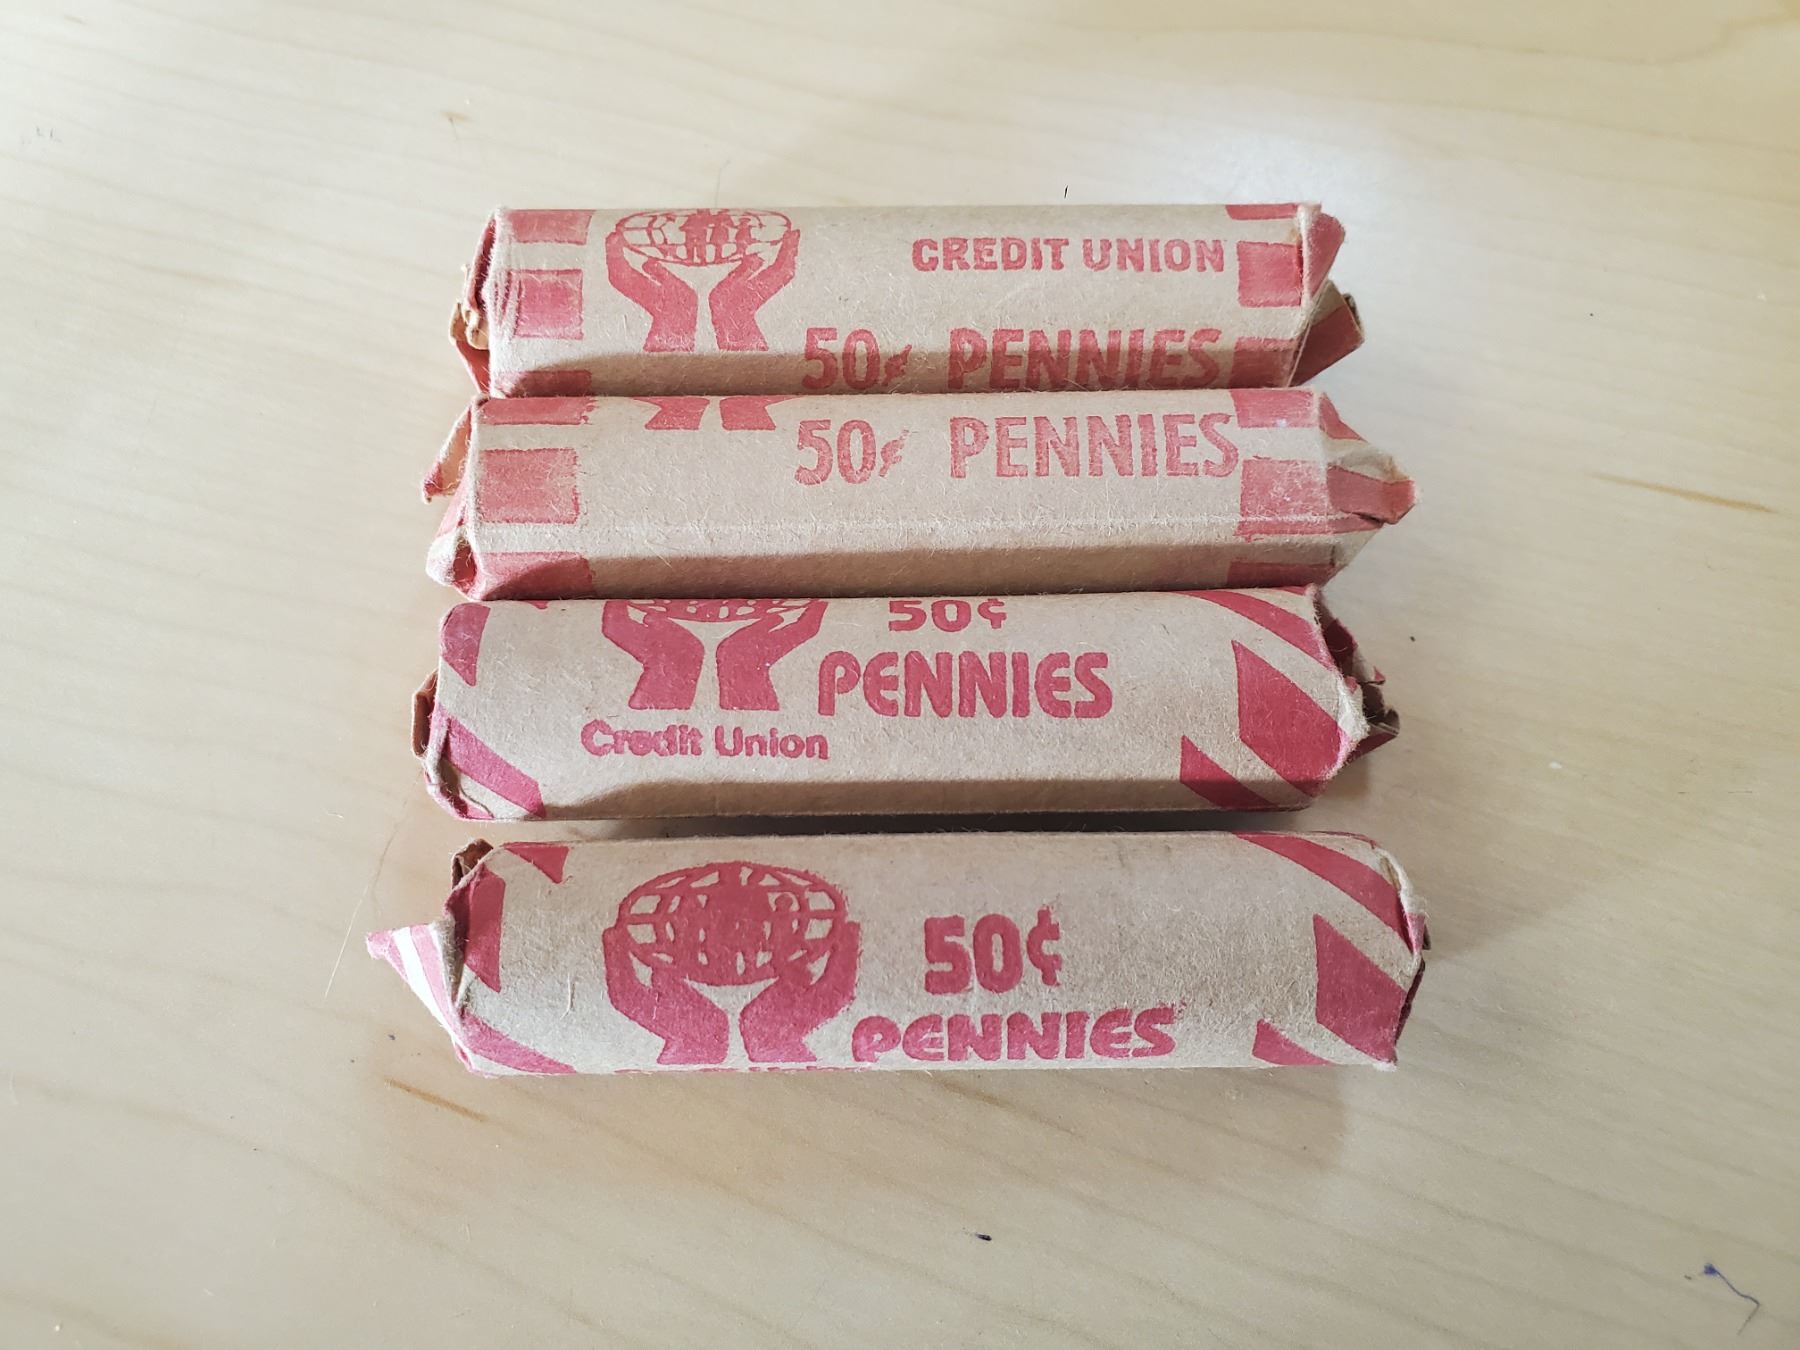 CREDIT UNION
50¢ PENNIES
50¢ PENNIES
50¢
PENNIES
Credit Union
50¢
PENNIES